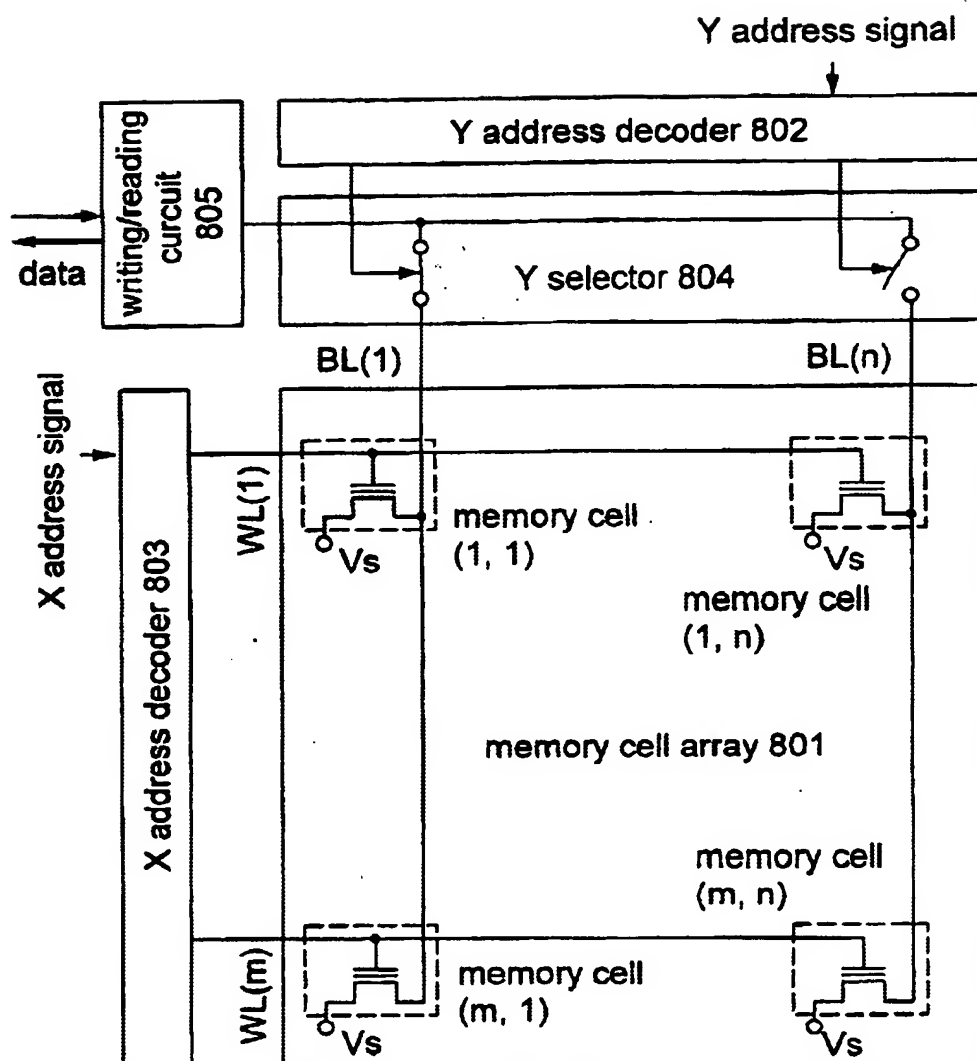 Y address signal
Y address decoder 802
writing/reading
curcuit
805
data
Y selector 804
BL(1)
BL(n)
X address signal
X address decoder 803
WL(1)
memory cell
(1, 1)
Vs
Vs
memory cell
(1, n)
memory cell array 801
memory cell
(m, n)
WL(m)
memory cell
(m, 1)
Vs
Vs